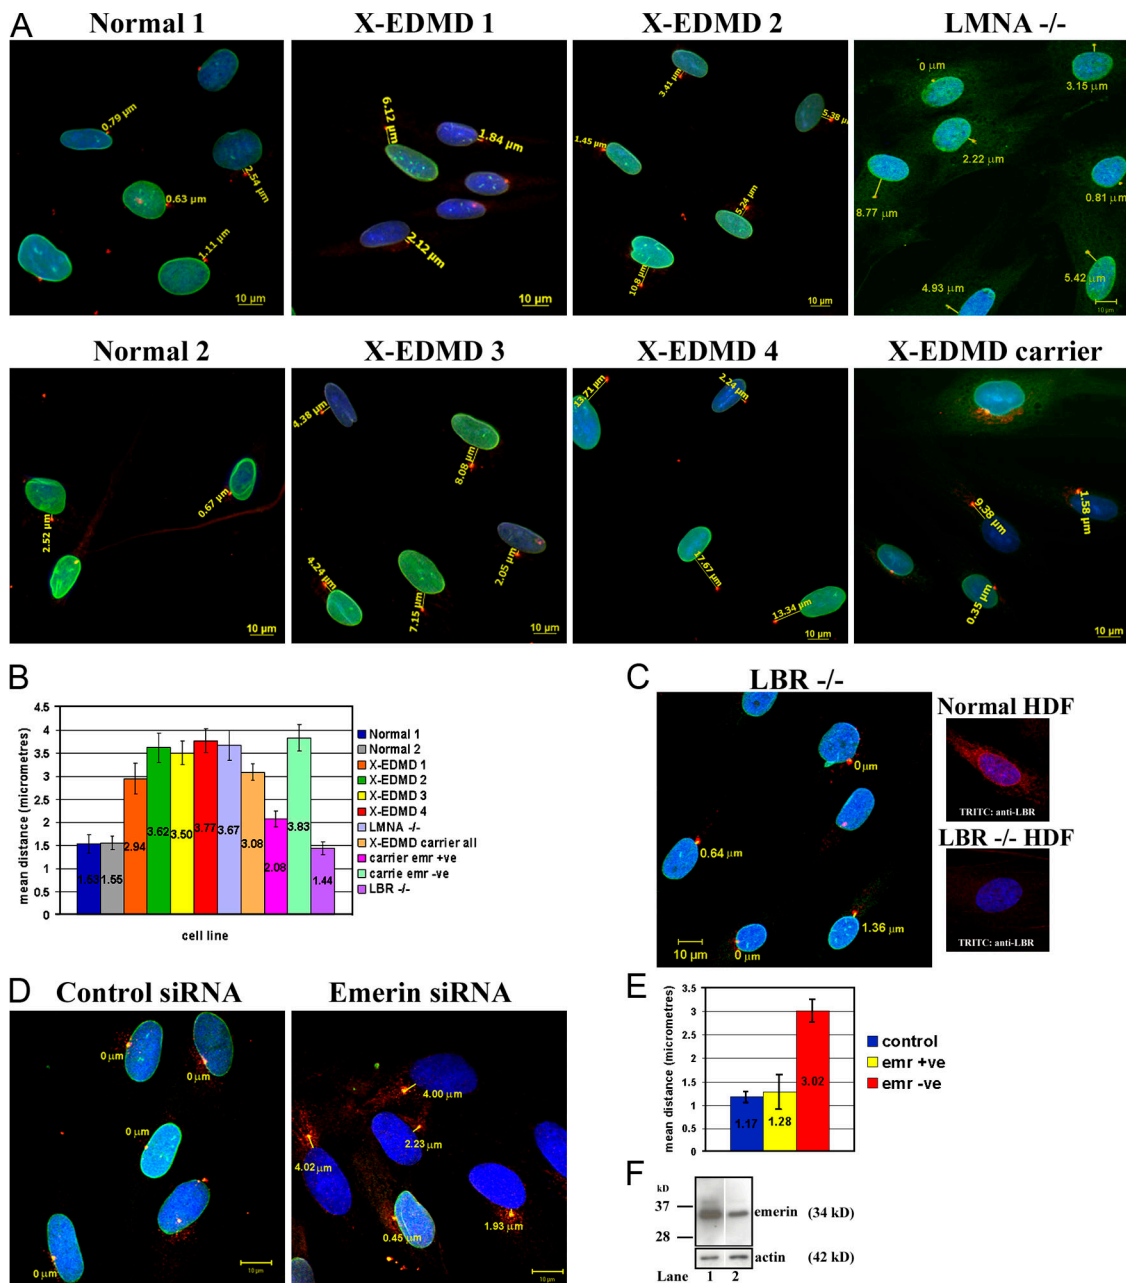 A
Normal 1
X-EDMD 1
X-EDMD 2
LMNA -/-
0.79 µm
2.54 µm
0.63 µm
1.11 µm
10 µm
6.12 µm
1.84 µm
2.12 µm
10 µm
3.41 µm
5.38 µm
1.45 µm
5.24 µm
10.8 µm
10 µm
0 µm
3.15 µm
2.22 µm
8.77 µm
0.81 µm
4.93 µm
5.42 µm
10 µm
Normal 2
X-EDMD 3
X-EDMD 4
X-EDMD carrier
2.52 µm
0.67 µm
10 µm
4.38 µm
8.08 µm
4.24 µm
7.15 µm
2.05 µm
10 µm
13.71 µm
2.24 µm
17.67 µm
13.34 µm
10 µm
9.38 µm
1.58 µm
0.35 µm
10 µm
B
mean distance (micrometres)
4.5
4
3.5
3
2.5
2
1.5
1
0.5
0
1.53
1.55
2.94
3.62
3.50
3.77
3.67
3.08
2.08
3.83
1.44
cell line
Normal 1
Normal 2
X-EDMD 1
X-EDMD 2
X-EDMD 3
X-EDMD 4
LMNA -/-
X-EDMD carrier all
carrier emr +ve
carrie emr -ve
LBR -/-
C
LBR -/-
0 µm
0.64 µm
1.36 µm
0 µm
10 µm
Normal HDF
TRITC: anti-LBR
LBR -/- HDF
TRITC: anti-LBR
D
Control siRNA
Emerin siRNA
0 µm
0 µm
0 µm
0 µm
10 µm
4.00 µm
2.23 µm
4.02 µm
1.93 µm
0.45 µm
10 µm
E
mean distance (micrometres)
3.5
3
2.5
2
1.5
1
0.5
0
1.17
1.28
3.02
control
emr +ve
emr -ve
F
kD
37
28
emerin (34 kD)
actin (42 kD)
Lane 1 2